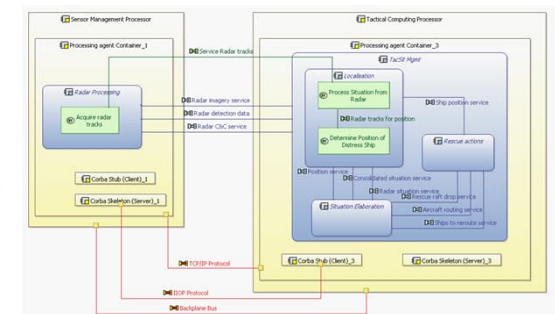 Sensor Management Processor
Processing agent Container_1
Radar Processing
Acquire radar
tracks
Corba Stub (Client)_1
Corba Skeleton (Server)_1
Service Radar tracks
Radar imagery service
Radar detection data
Radar C&C service
TCP/IP Protocol
IIOP Protocol
Backplane Bus
Tactical Computing Processor
Processing agent Container_3
TacSit Mgmt
Localisation
Process Situation from
Radar
Radar tracks for position
Determine Position of
Distress Ship
Ship position service
Rescue actions
Position service
Consolidated situation service
Radar situation service
Rescue raft drop service
Aircraft routing service
Ships to reroute service
Situation Elaboration
Corba Stub (Client)_3
Corba Skeleton (Server)_3